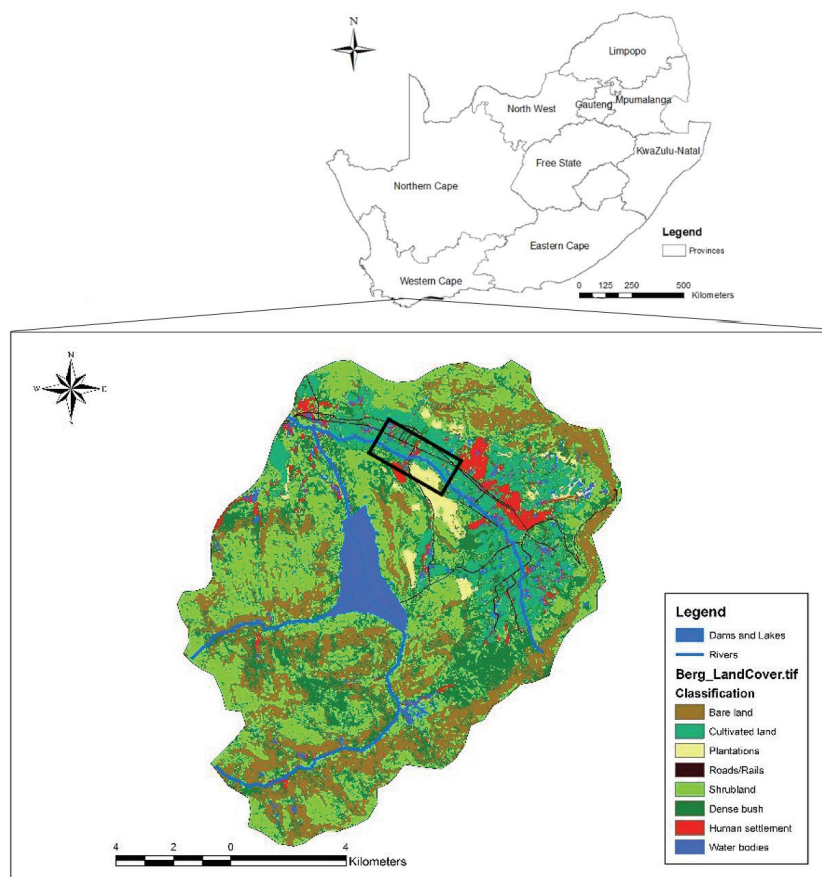 N
Limpopo
North West
Gauteng
Mpumalanga
KwaZulu-Natal
Free State
Northern Cape
Eastern Cape
Western Cape
Legend
Provinces
0 125 250 500
Kilometers
N
W E
S
Legend
Dams and Lakes
Rivers
Berg_LandCover.tif
Classification
Bare land
Cultivated land
Plantations
Roads/Rails
Shrubland
Dense bush
Human settlement
Water bodies
4 2 0 4
Kilometers